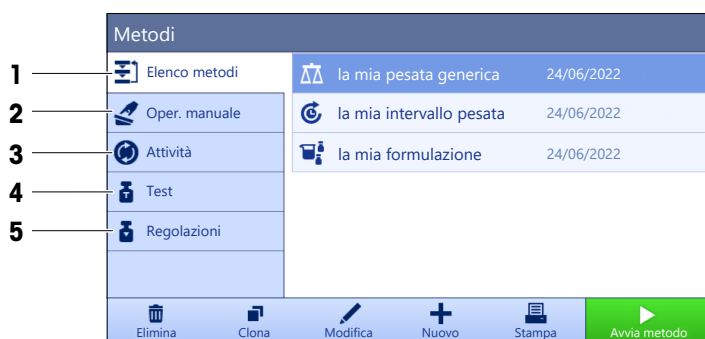 Metodi
1 Elenco metodi
2 Oper. manuale
3 Attività
4 Test
5 Regolazioni
la mia pesata generica 24/06/2022
la mia intervallo pesata 24/06/2022
la mia formulazione 24/06/2022
Elimina Clona Modifica Nuovo Stampa Avvia metodo